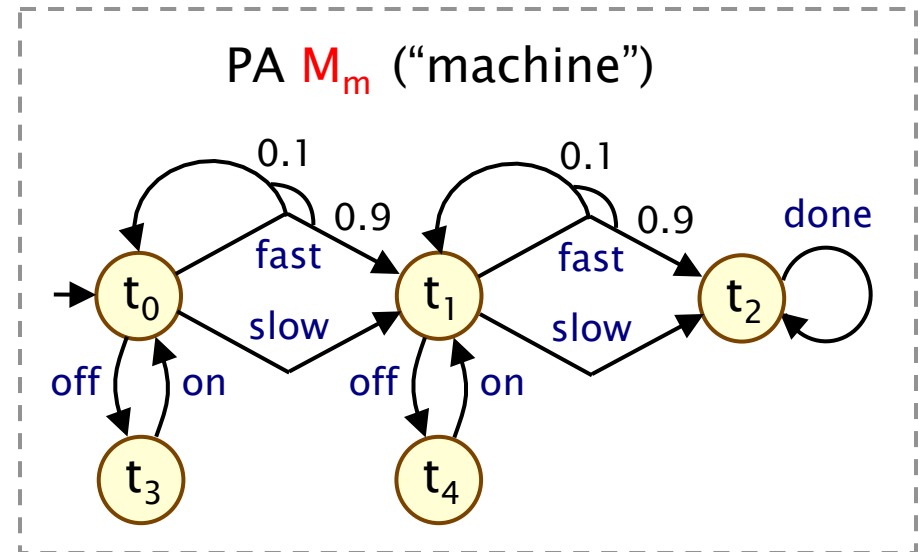 PA Mₘ (“machine”)
0.1 0.1
0.9 0.9 done
fast fast
t₀ t₁ t₂
slow slow
off on off on
t₃ t₄